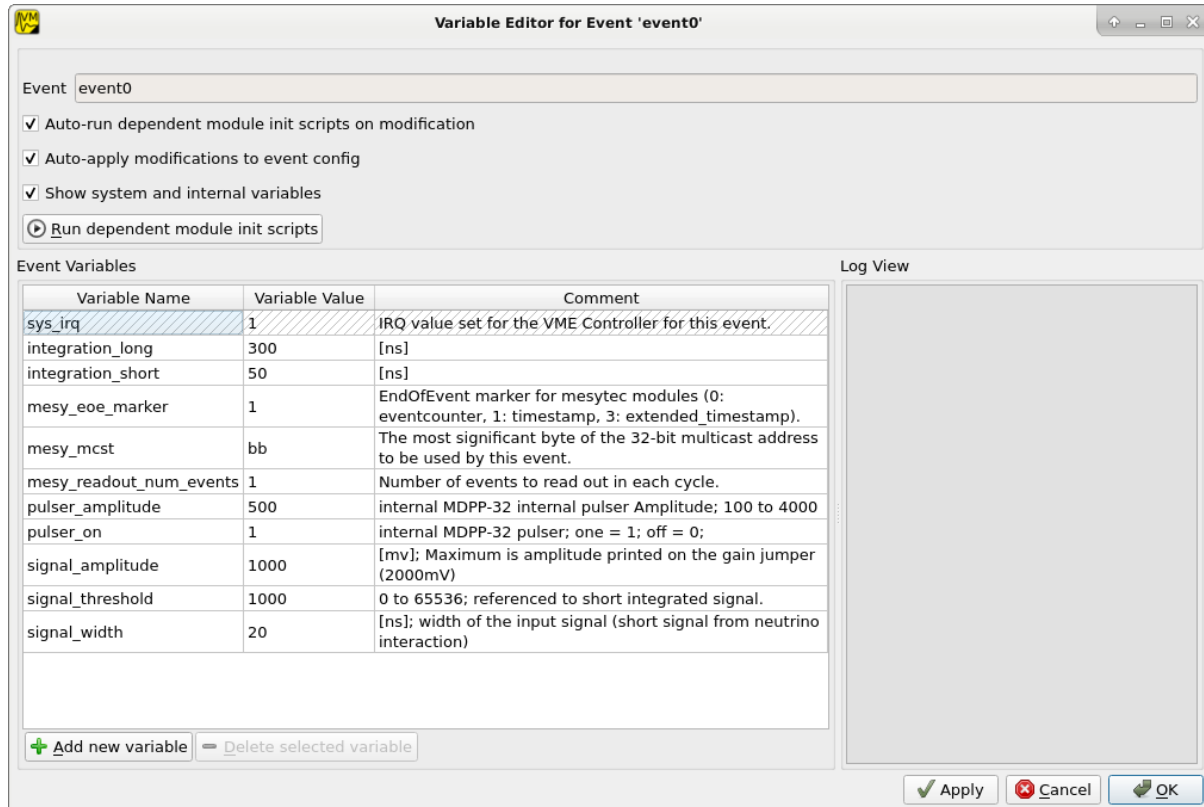 Variable Editor for Event 'event0'
Event event0
Auto-run dependent module init scripts on modification
Auto-apply modifications to event config
Show system and internal variables
Run dependent module init scripts
Event Variables
Log View
Variable Name Variable Value Comment
sys_irq 1 IRQ value set for the VME Controller for this event.
integration_long 300 [ns]
integration_short 50 [ns]
mesy_eoe_marker 1 EndOfEvent marker for mesytec modules (0:
eventcounter, 1: timestamp, 3: extended_timestamp).
mesy_mcst bb The most significant byte of the 32-bit multicast address
to be used by this event.
mesy_readout_num_events 1 Number of events to read out in each cycle.
pulser_amplitude 500 internal MDPP-32 internal pulser Amplitude; 100 to 4000
pulser_on 1 internal MDPP-32 pulser; one = 1; off = 0;
signal_amplitude 1000 [mv]; Maximum is amplitude printed on the gain jumper
(2000mV)
signal_threshold 1000 0 to 65536; referenced to short integrated signal.
signal_width 20 [ns]; width of the input signal (short signal from neutrino
interaction)
Add new variable Delete selected variable
Apply Cancel OK